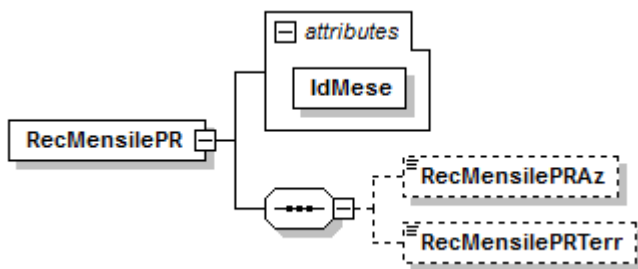 attributes
IdMese
RecMensilePR
RecMensilePRAz
RecMensilePRTerr